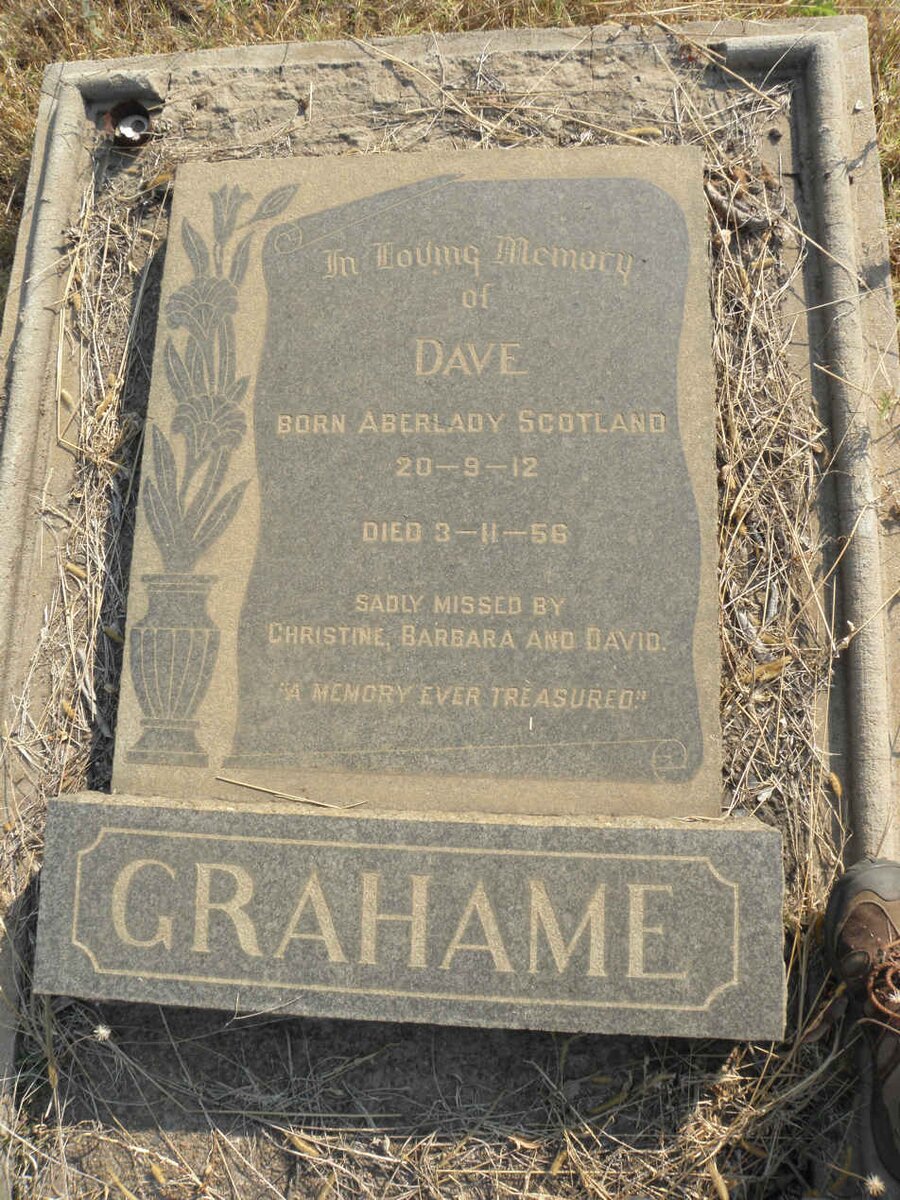 In Loving Memory
of
DAVE
BORN ABERLADY SCOTLAND
20-9-12
DIED 3-11-56
SADLY MISSED BY
CHRISTINE, BARBARA AND DAVID.
"A MEMORY EVER TREASURED."
GRAHAME